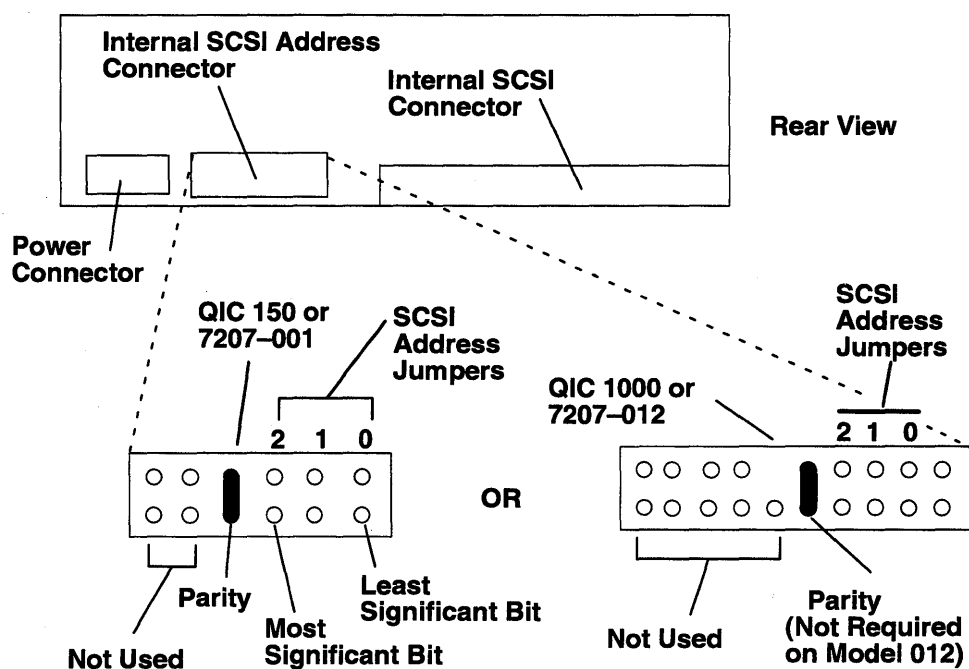 Internal SCSI Address
Connector
Internal SCSI
Connector
Rear View
Power
Connector
QIC 150 or
7207–001
SCSI
Address
Jumpers
SCSI
Address
Jumpers
QIC 1000 or
7207–012
2 1 0
2 1 0
OR
Not Used
Parity
Most
Significant Bit
Least
Significant Bit
Not Used
Parity
(Not Required
on Model 012)